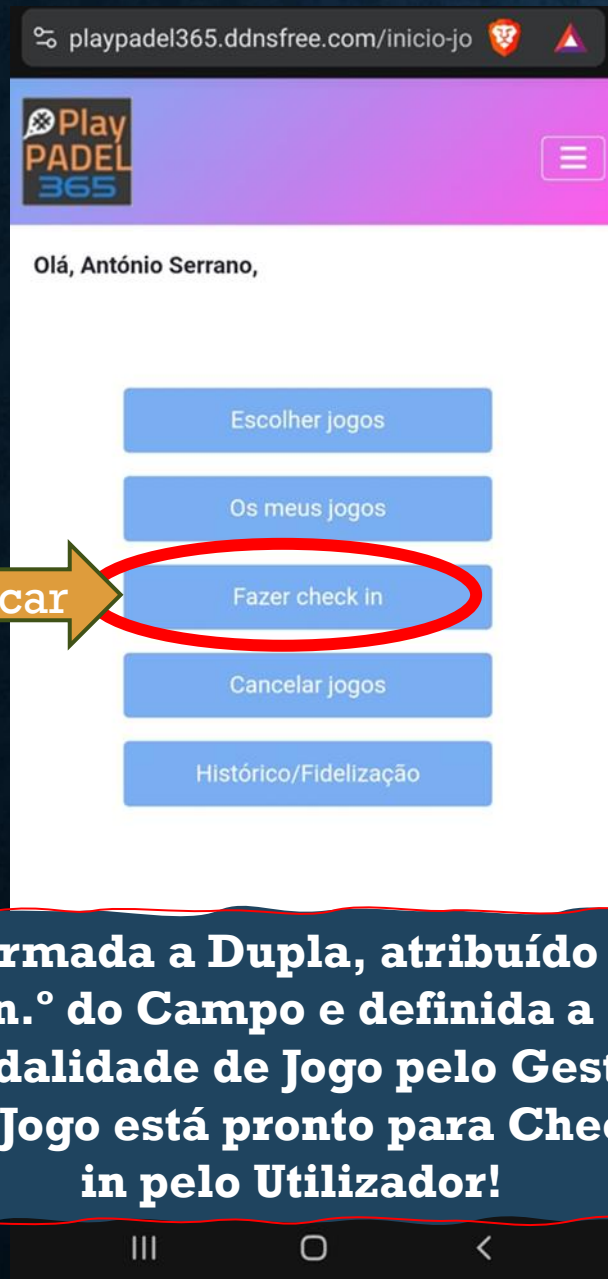 playpadel365.ddnsfree.com/inicio-jo
Play
PADEL
365
Olá, António Serrano,
Escolher jogos
Os meus jogos
car
Fazer check in
Cancelar jogos
Histórico/Fidelização
rmada a Dupla, atribuído
n.º do Campo e definida a
dalidade de Jogo pelo Gest
Jogo está pronto para Chec
in pelo Utilizador!